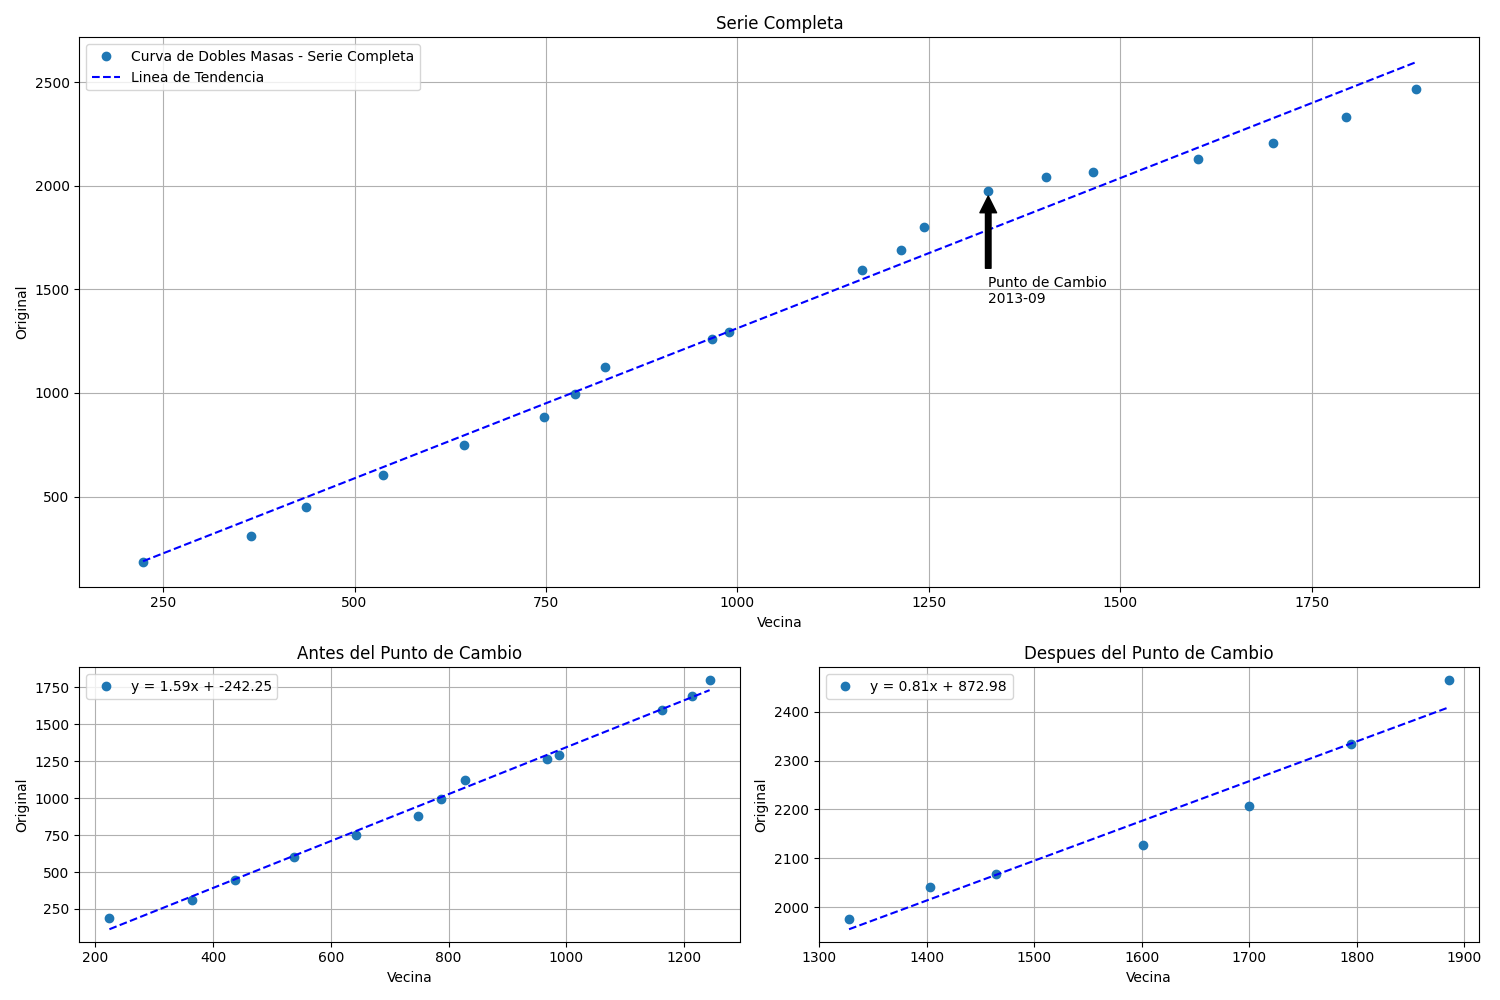 Serie Completa
Curva de Dobles Masas - Serie Completa
Linea de Tendencia
2500
2000
1500
1000
500
Original
Punto de Cambio
2013-09
250
500
750
1000
1250
1500
1750
Vecina
Antes del Punto de Cambio
y = 1.59x + -242.25
1750
1500
1250
1000
750
500
250
Original
200
400
600
800
1000
1200
Vecina
Despues del Punto de Cambio
y = 0.81x + 872.98
2400
2300
2200
2100
2000
Original
1300
1400
1500
1600
1700
1800
1900
Vecina